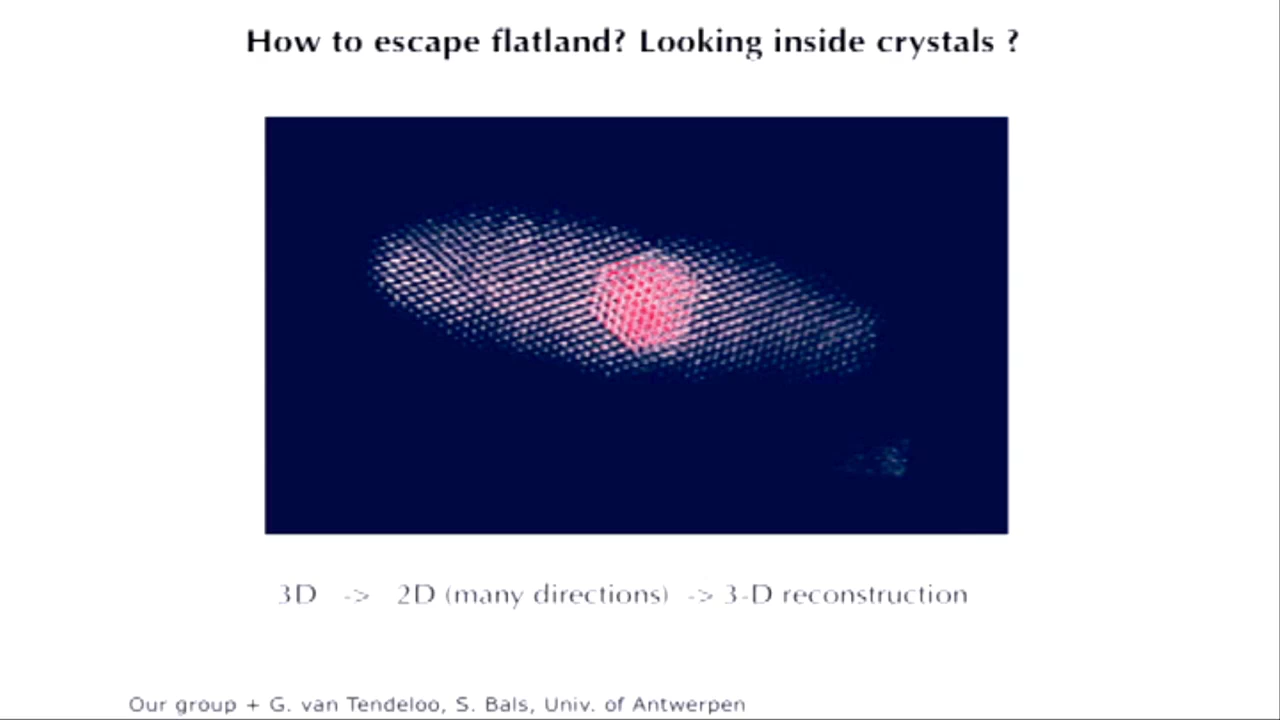 How to escape flatland? Looking inside crystals ?
3D -> 2D (many directions) -> 3-D reconstruction
Our group + G. van Tendeloo, S. Bals, Univ. of Antwerpen